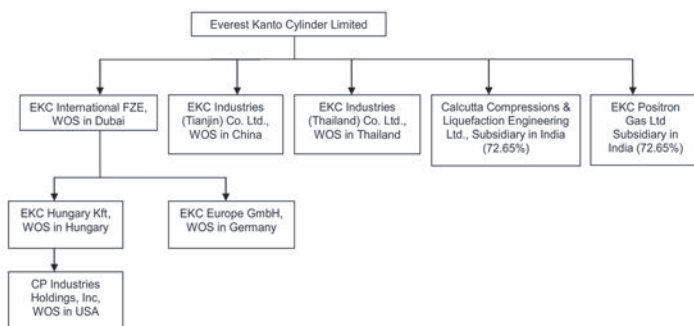 Everest Kanto Cylinder Limited
EKC International FZE,
WOS in Dubai
EKC Industries
(Tianjin) Co. Ltd.,
WOS in China
EKC Industries
(Thailand) Co. Ltd.,
WOS in Thailand
Calcutta Compressions &
Liquefaction Engineering
Ltd., Subsidiary in India
(72.65%)
EKC Positron
Gas Ltd
Subsidiary in
India (72.65%)
EKC Hungary Kft,
WOS in Hungary
EKC Europe GmbH,
WOS in Germany
CP Industries
Holdings, Inc,
WOS in USA